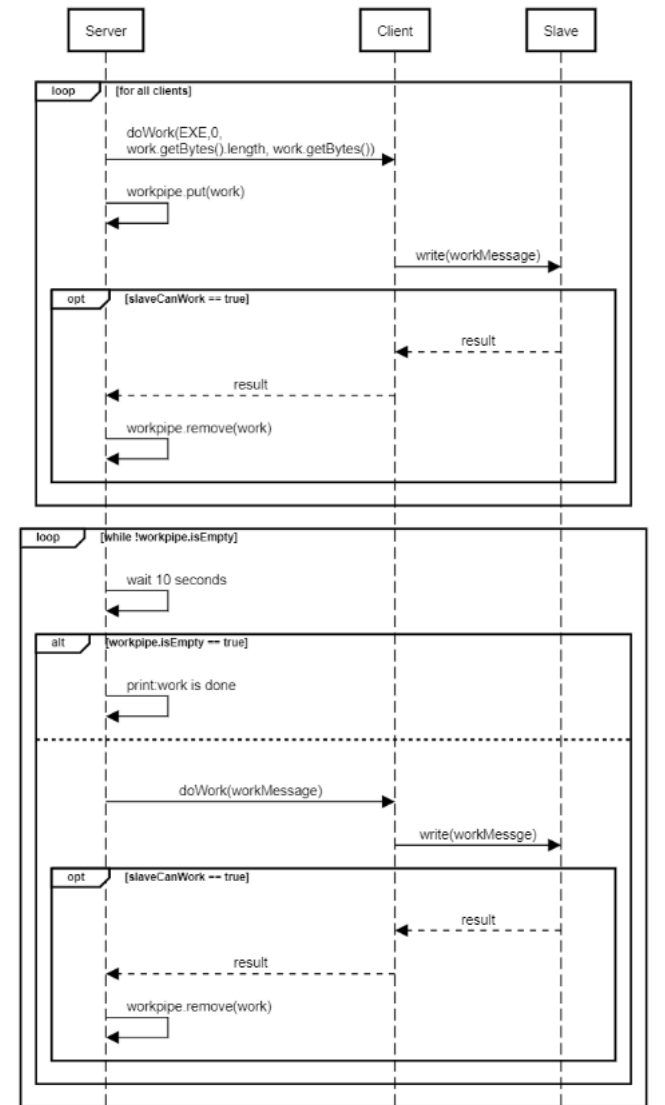 Server
Client
Slave
loop
[for all clients]
doWork(EXE,0,
work.getBytes().length, work.getBytes())
workpipe.put(work)
write(workMessage)
opt
[slaveCanWork == true]
result
result
workpipe.remove(work)
loop
[while !workpipe.isEmpty]
wait 10 seconds
alt
[workpipe.isEmpty == true]
print:work is done
doWork(workMessage)
write(workMessge)
opt
[slaveCanWork == true]
result
result
workpipe.remove(work)